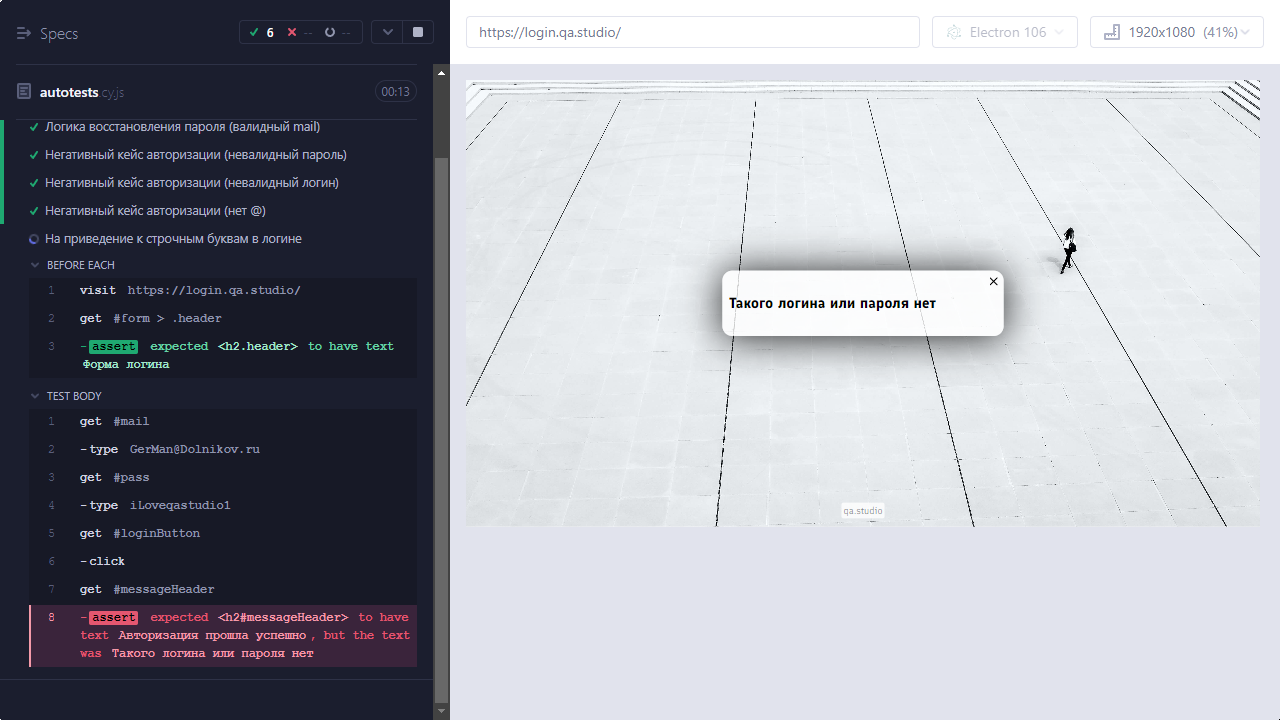 Specs
6
--
--
autotests.cy.js
00:13
Логика восстановления пароля (валидный mail)
Негативный кейс авторизации (невалидный пароль)
Негативный кейс авторизации (невалидный логин)
Негативный кейс авторизации (нет @)
На приведение к строчным буквам в логине
BEFORE EACH
1 visit https://login.qa.studio/
2 get #form > .header
3 -assert expected <h2.header> to have text
Форма логина
TEST BODY
1 get #mail
2 -type GerMan@Dolnikov.ru
3 get #pass
4 -type iLoveqastudio1
5 get #loginButton
6 -click
7 get #messageHeader
8 -assert expected <h2#messageHeader> to have
text Авторизация прошла успешно, but the text
was Такого логина или пароля нет
https://login.qa.studio/
Electron 106
1920x1080 (41%)
Такого логина или пароля нет
qa.studio